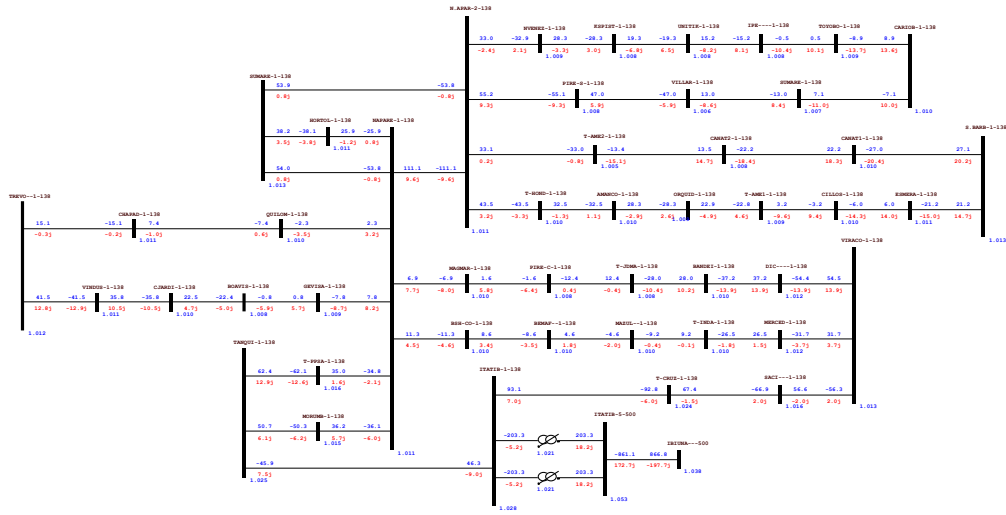 N.APAR-2-138
NVENEZ-1-138 ESPIST-1-138 UNITIK-1-138 IPE----1-138 TOYOBO-1-138 CARIOB-1-138
33.0 -32.9 28.3 -28.3 19.3 -19.3 15.2 -15.2 -0.5 0.5 -8.9 8.9
-2.4j 2.1j -3.3j 3.0j -6.8j 6.5j -8.2j 8.1j -10.4j 10.1j -13.7j 13.6j
1.009 1.008 1.008 1.008 1.009
SUMARE-1-138
53.9 -53.8
0.8j -0.8j
PIRE-S-1-138 VILLAR-1-138 SUMARE-1-138
55.2 -55.1 47.0 -47.0 13.0 -13.0 7.1 -7.1
8.3j -9.3j 5.9j -5.8j -8.6j 8.4j -11.0j 10.0j
1.008 1.006 1.007 1.010
HORTOL-1-138 NAPARE-1-138
38.2 -38.1 25.9 -25.9
3.5j -3.8j -1.2j 0.8j
1.011
T-AME2-1-138 CANAT2-1-138 CANAT1-1-138 S.BARB-1-138
33.1 -33.0 -13.4 13.5 -22.2 22.2 -27.0 27.1
0.2j -0.8j -15.1j 14.7j -18.4j 18.3j -20.4j 20.2j
1.005 1.008 1.010
54.0 -53.8 111.1 -111.1
0.8j -0.8j 9.6j -9.6j
1.013
T-HOND-1-138 AMANCO-1-138 ORQUID-1-138 T-AME1-1-138 CILLOS-1-138 ESMERA-1-138
43.5 -43.5 32.5 -32.5 28.3 -28.3 22.9 -22.8 3.2 -3.2 -6.0 6.0 -21.2 21.2
3.2j -3.3j -1.3j 1.1j -2.9j 2.6j -4.9j 4.6j -9.6j 9.4j -14.3j 14.0j -15.0j 14.7j
1.011 1.010 1.010 1.009 1.010 1.010 1.013
TREVO--1-138
CHAPAD-1-138 QUILOM-1-138
15.1 -15.1 7.4 -7.4 -2.3 2.3
-0.3j -0.2j -1.0j 0.6j -3.5j 3.2j
1.011 1.010
VIRACO-1-138
MAGMAR-1-138 PIRE-C-1-138 T-JDMA-1-138 BANDEI-1-138 DIC----1-138
6.9 -6.9 1.6 -1.6 -12.4 12.4 -28.0 28.0 -37.2 37.2 -54.4 54.5
7.7j -8.0j 5.8j -6.4j 0.4j -0.4j -10.4j 10.2j -13.9j 13.9j -13.9j 13.9j
1.010 1.008 1.008 1.010 1.012
VINDUS-1-138 CJARDI-1-138 BOAVIS-1-138 GEVISA-1-138
41.5 -41.5 35.8 -35.8 22.5 -22.4 -0.8 0.8 -7.8 7.8
12.8j -12.9j 10.5j -10.5j 4.7j -5.0j -5.9j 5.7j -8.7j 8.2j
1.012 1.011 1.010 1.008 1.009
BSH-CO-1-138 BEMAF--1-138 MAZUL--1-138 T-INDA-1-138 MERCED-1-138
11.3 -11.3 8.6 -8.6 4.6 -4.6 -9.2 9.2 -26.5 26.5 -31.7 31.7
4.5j -4.6j 3.4j -3.5j 1.8j -2.0j -0.4j -0.1j -1.8j 1.5j -3.7j 3.7j
1.010 1.010 1.010 1.010 1.012
TANQUI-1-138
T-PPSA-1-138
62.4 -62.1 35.0 -34.8
12.9j -12.6j 1.6j -2.1j
1.016
ITATIB-1-138
T-CRUZ-1-138 SACI---1-138
93.1 -92.8 67.4 -66.9 56.6 -56.3
7.0j -6.0j -1.5j 2.0j -2.0j 2.0j
1.024 1.016 1.013
MORUMB-1-138
50.7 -50.3 36.2 -36.1
6.1j -6.2j 5.7j -6.0j
1.015 1.011
ITATIB-5-500
-203.3 203.3
-5.2j 18.2j
1.021
IBIUNA---500
-861.1 866.8
172.7j -197.7j
1.038
-45.9 46.3
7.5j -9.0j
1.025
-203.3 203.3
-5.2j 18.2j
1.021
1.053
1.028